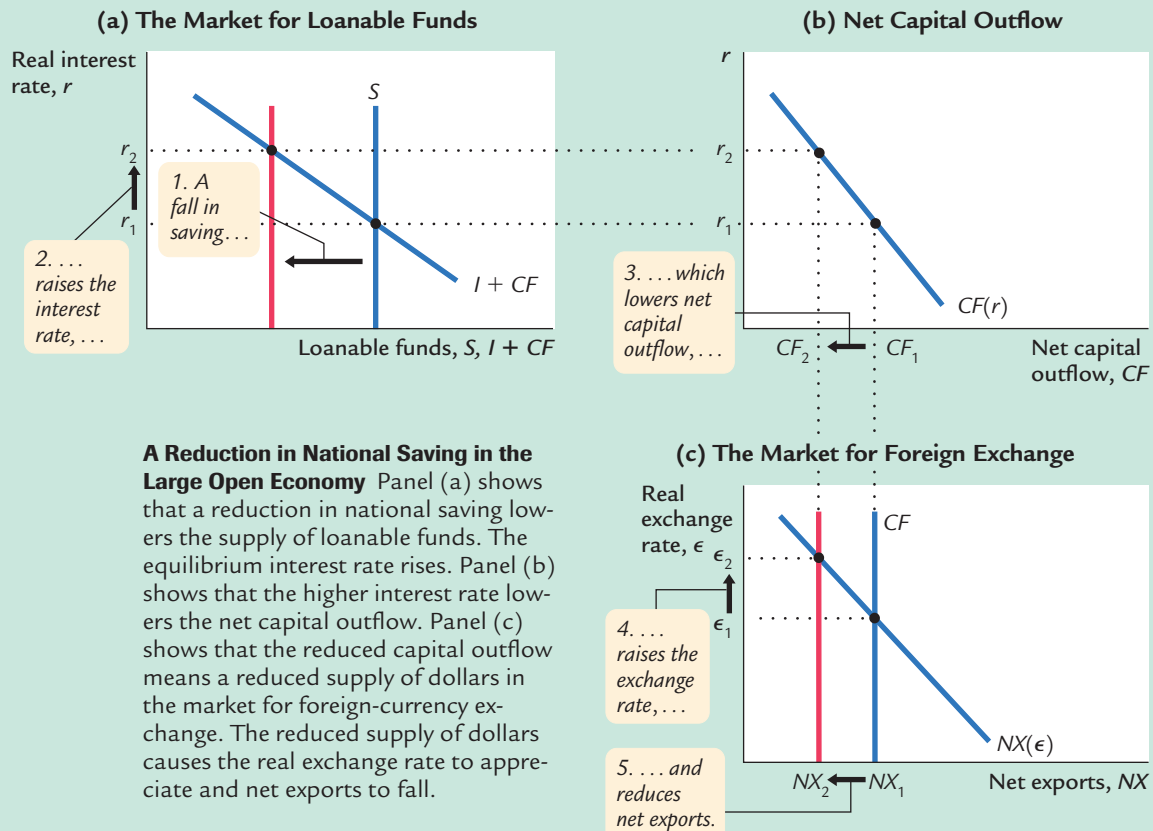 (a) The Market for Loanable Funds
Real interest
rate, r
S
r₂
r₁
1. A
fall in
saving. . .
2. . . .
raises the
interest
rate, . . .
I + CF
Loanable funds, S, I + CF
(b) Net Capital Outflow
r
r₂
r₁
3. . . . which
lowers net
capital
outflow, . . .
CF(r)
CF₂
CF₁
Net capital
outflow, CF
A Reduction in National Saving in the
Large Open Economy Panel (a) shows
that a reduction in national saving low-
ers the supply of loanable funds. The
equilibrium interest rate rises. Panel (b)
shows that the higher interest rate low-
ers the net capital outflow. Panel (c)
shows that the reduced capital outflow
means a reduced supply of dollars in
the market for foreign-currency ex-
change. The reduced supply of dollars
causes the real exchange rate to appre-
ciate and net exports to fall.
(c) The Market for Foreign Exchange
Real
exchange
rate, ϵ
ϵ₂
CF
ϵ₁
4. . . .
raises the
exchange
rate, . . .
NX(ϵ)
5. . . . and
reduces
net exports.
NX₂
NX₁
Net exports, NX